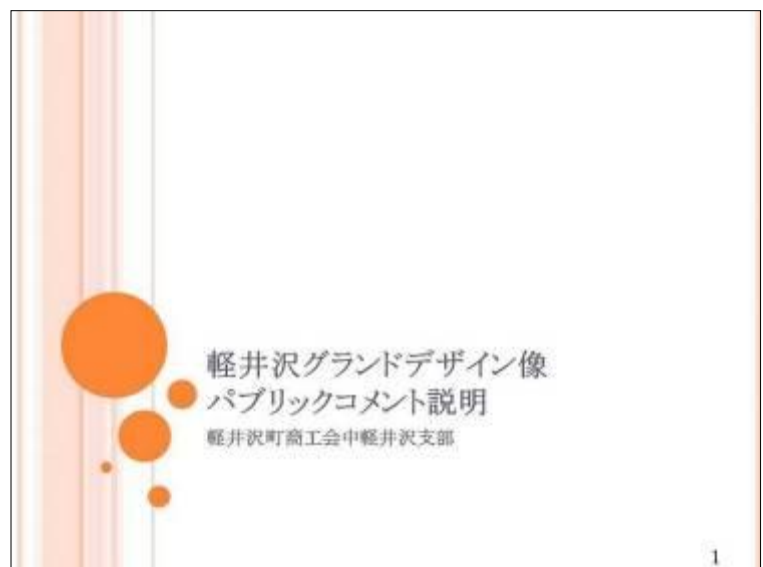 軽井沢グランドデザイン像
パブリックコメント説明
軽井沢町商工会中軽井沢支部
1